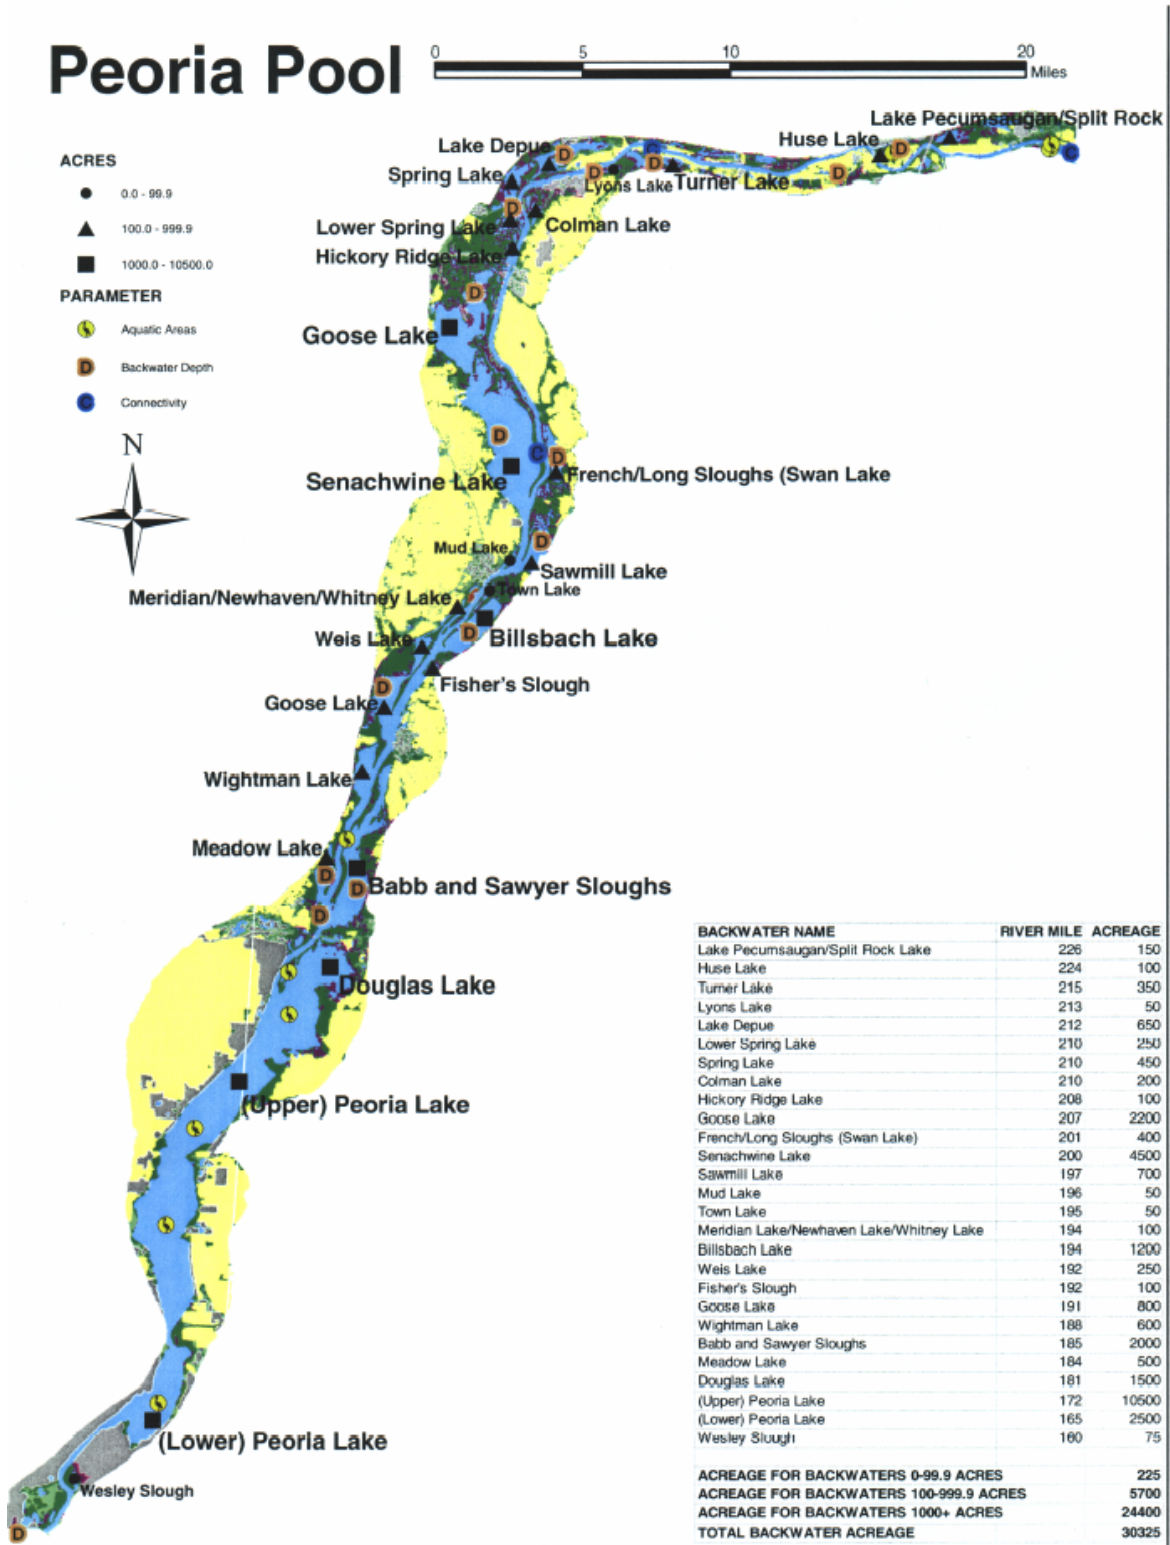 Peoria Pool
0 5 10 20
Miles
ACRES
0.0 - 99.9
100.0 - 999.9
1000.0 - 10500.0
PARAMETER
Aquatic Areas
D Backwater Depth
C Connectivity
N
Lake Pecumsaugan/Split Rock
Huse Lake
Lake Depue
Spring Lake
Lyons Lake
Turner Lake
Lower Spring Lake
Colman Lake
Hickory Ridge Lake
Goose Lake
Senachwine Lake
French/Long Sloughs (Swan Lake
Mud Lake
Sawmill Lake
Town Lake
Meridian/Newhaven/Whitney Lake
Weis Lake
Billsbach Lake
Fisher's Slough
Goose Lake
Wightman Lake
Meadow Lake
Babb and Sawyer Sloughs
Douglas Lake
(Upper) Peoria Lake
(Lower) Peoria Lake
Wesley Slough
BACKWATER NAME RIVER MILE ACREAGE
Lake Pecumsaugan/Split Rock Lake 226 150
Huse Lake 224 100
Turner Lake 215 350
Lyons Lake 213 50
Lake Depue 212 650
Lower Spring Lake 210 250
Spring Lake 210 450
Colman Lake 210 200
Hickory Ridge Lake 208 100
Goose Lake 207 2200
French/Long Sloughs (Swan Lake) 201 400
Senachwine Lake 200 4500
Sawmill Lake 197 700
Mud Lake 196 50
Town Lake 195 50
Meridian Lake/Newhaven Lake/Whitney Lake 194 100
Billsbach Lake 194 1200
Weis Lake 192 250
Fisher's Slough 192 100
Goose Lake 191 800
Wightman Lake 188 600
Babb and Sawyer Sloughs 185 2000
Meadow Lake 184 500
Douglas Lake 181 1500
(Upper) Peoria Lake 172 10500
(Lower) Peoria Lake 165 2500
Wesley Slough 160 75
ACREAGE FOR BACKWATERS 0-99.9 ACRES 225
ACREAGE FOR BACKWATERS 100-999.9 ACRES 5700
ACREAGE FOR BACKWATERS 1000+ ACRES 24400
TOTAL BACKWATER ACREAGE 30325